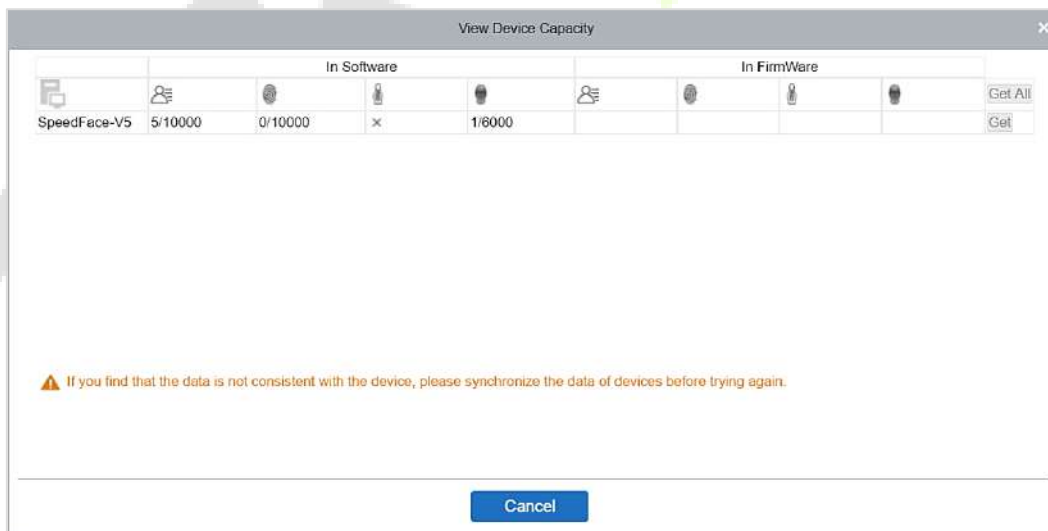 View Device Capacity ×
In Software In FirmWare
Get All
SpeedFace-V5 5/10000 0/10000 × 1/6000 Get
If you find that the data is not consistent with the device, please synchronize the data of devices before trying again.
Cancel